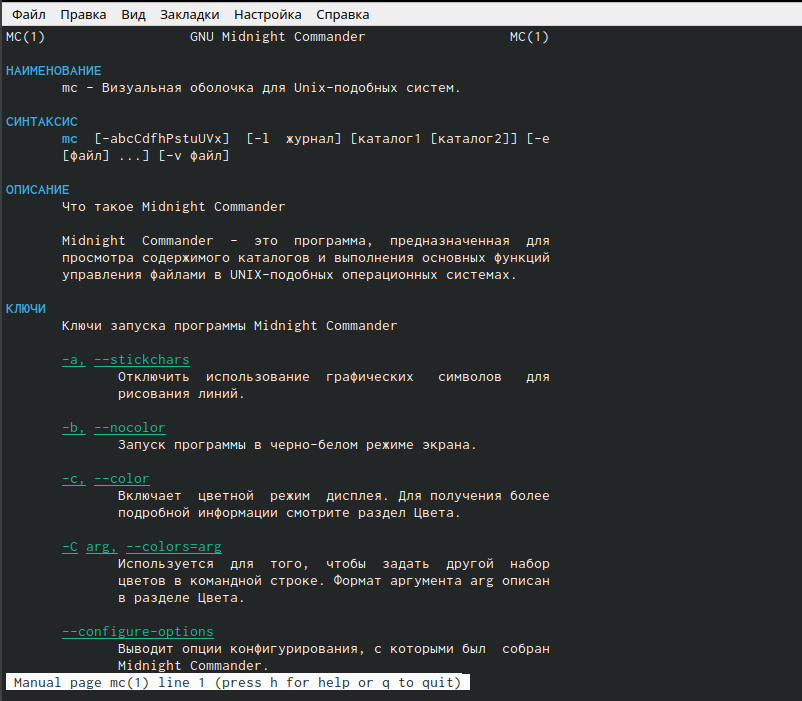 Файл Правка Вид Закладки Настройка Справка
MC(1) GNU Midnight Commander MC(1)
НАИМЕНОВАНИЕ
mc - Визуальная оболочка для Unix-подобных систем.
СИНТАКСИС
mc [-abcCdfhPstuUVx] [-l журнал] [каталог1 [каталог2]] [-e
[файл] ...] [-v файл]
ОПИСАНИЕ
Что такое Midnight Commander
Midnight Commander - это программа, предназначенная для
просмотра содержимого каталогов и выполнения основных функций
управления файлами в UNIX-подобных операционных системах.
КЛЮЧИ
Ключи запуска программы Midnight Commander
-a, --stickchars
Отключить использование графических символов для
рисования линий.
-b, --nocolor
Запуск программы в черно-белом режиме экрана.
-c, --color
Включает цветной режим дисплея. Для получения более
подробной информации смотрите раздел Цвета.
-C arg, --colors=arg
Используется для того, чтобы задать другой набор
цветов в командной строке. Формат аргумента arg описан
в разделе Цвета.
--configure-options
Выводит опции конфигурирования, с которыми был собран
Midnight Commander.
Manual page mc(1) line 1 (press h for help or q to quit)